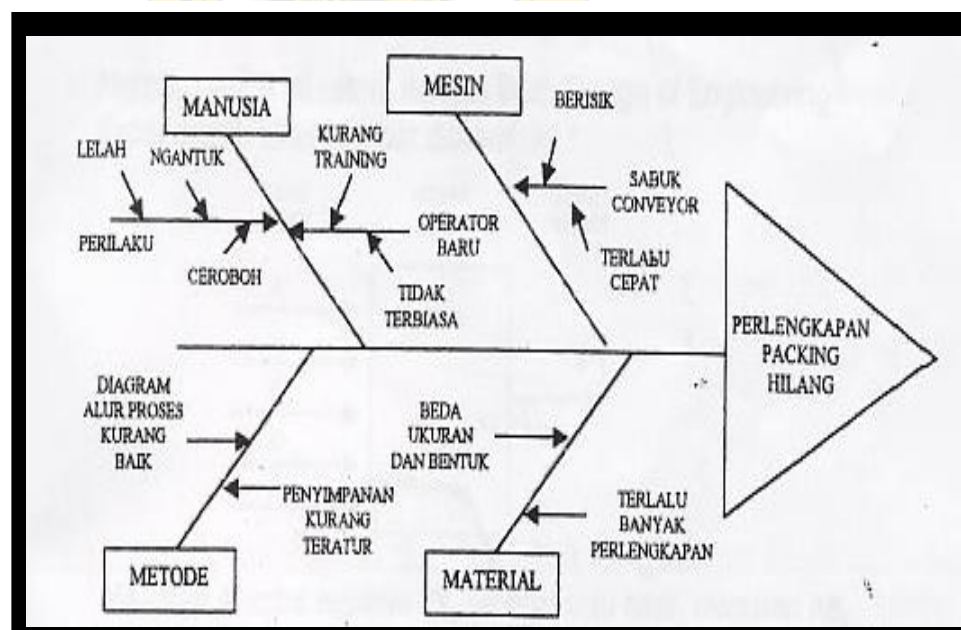 MANUSIA
MESIN
BERISIK
KURANG
TRAINING
LELAH
NGANTUK
SABUK
CONVEYOR
OPERATOR
BARU
PERILAKU
CEROBOH
TERLALU
CEPAT
TIDAK
TERBIASA
PERLENGKAPAN
PACKING
HILANG
DIAGRAM
ALUR PROSES
KURANG
BAIK
BEDA
UKURAN
DAN BENTUK
PENYIMPANAN
KURANG
TERATUR
TERLALU
BANYAK
PERLENGKAPAN
METODE
MATERIAL